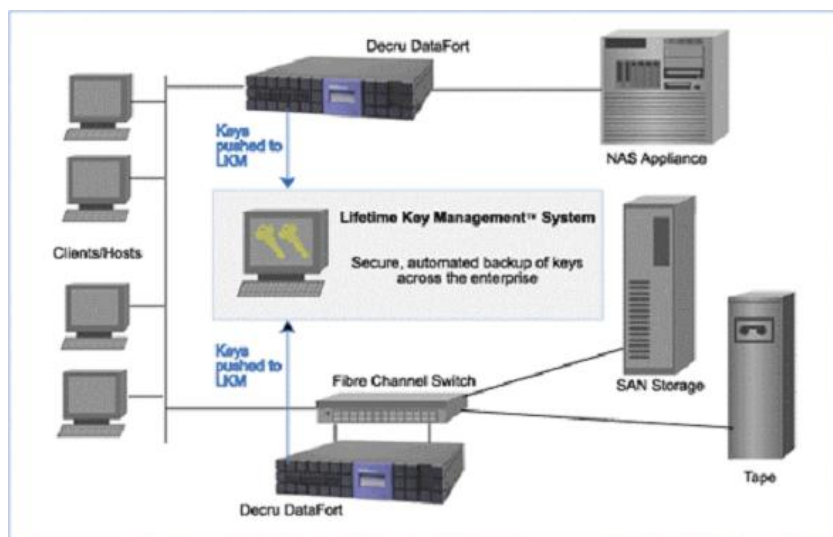 Decru DataFort
Keys
pushed to
LKM
NAS Appliance
Lifetime Key Management™ System
Clients/Hosts
Secure, automated backup of keys
across the enterprise
Keys
pushed to
LKM
Fibre Channel Switch
SAN Storage
Tape
Decru DataFort